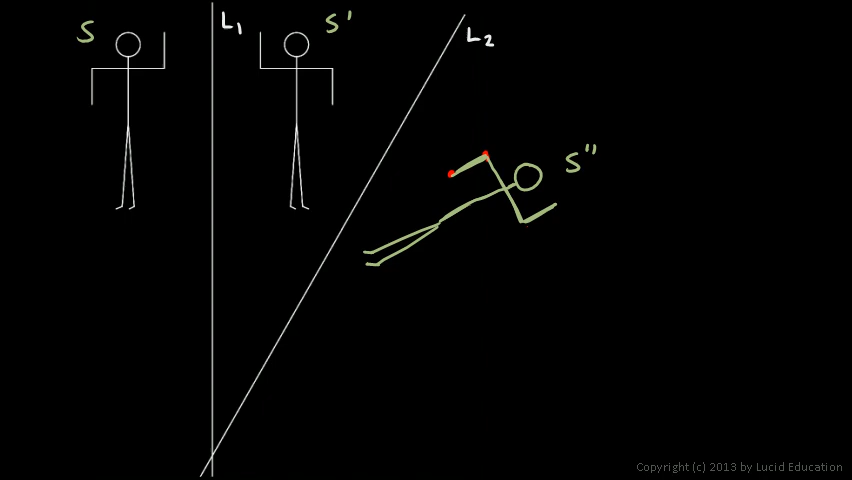 S
L₁
S'
L₂
S"
Copyright (c) 2013 by Lucid Education